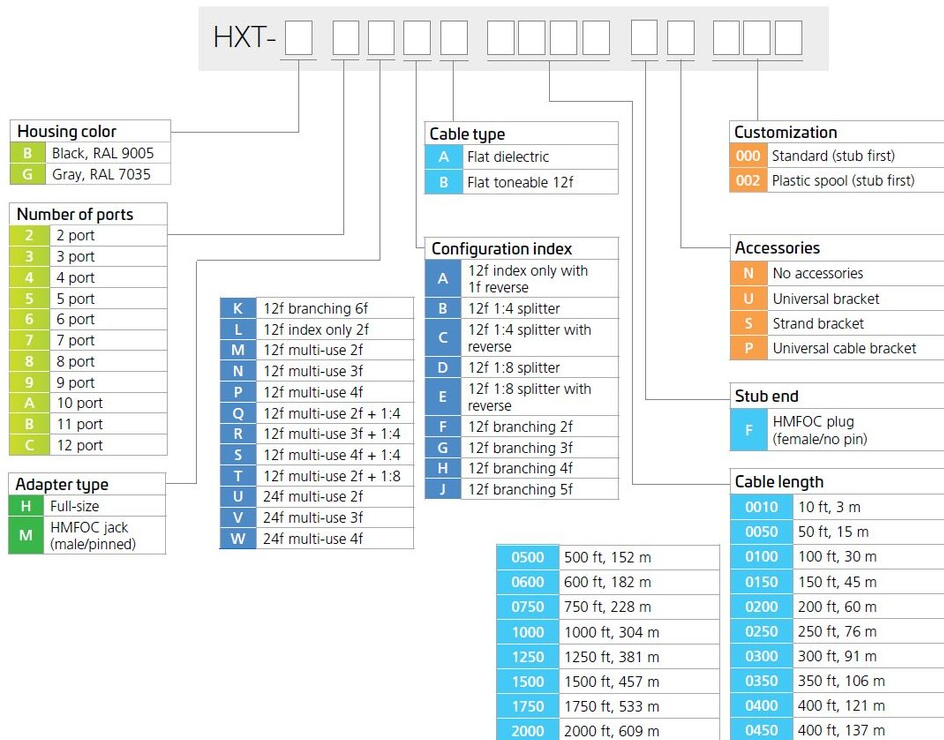 HXT-
Housing color
B Black, RAL 9005
G Gray, RAL 7035
Number of ports
2 2 port
3 3 port
4 4 port
5 5 port
6 6 port
7 7 port
8 8 port
9 9 port
A 10 port
B 11 port
C 12 port
Adapter type
H Full-size
M HMFOC jack
(male/pinned)
K 12f branching 6f
L 12f index only 2f
M 12f multi-use 2f
N 12f multi-use 3f
P 12f multi-use 4f
Q 12f multi-use 2f + 1:4
R 12f multi-use 3f + 1:4
S 12f multi-use 4f + 1:4
T 12f multi-use 2f + 1:8
U 24f multi-use 2f
V 24f multi-use 3f
W 24f multi-use 4f
Cable type
A Flat dielectric
B Flat toneable 12f
Configuration index
A 12f index only with
1f reverse
B 12f 1:4 splitter
C 12f 1:4 splitter with
reverse
D 12f 1:8 splitter
E 12f 1:8 splitter with
reverse
F 12f branching 2f
G 12f branching 3f
H 12f branching 4f
J 12f branching 5f
Customization
000 Standard (stub first)
002 Plastic spool (stub first)
Accessories
N No accessories
U Universal bracket
S Strand bracket
P Universal cable bracket
Stub end
F HMFOC plug
(female/no pin)
Cable length
0010 10 ft, 3 m
0050 50 ft, 15 m
0100 100 ft, 30 m
0150 150 ft, 45 m
0200 200 ft, 60 m
0250 250 ft, 76 m
0300 300 ft, 91 m
0350 350 ft, 106 m
0400 400 ft, 121 m
0450 400 ft, 137 m
0500 500 ft, 152 m
0600 600 ft, 182 m
0750 750 ft, 228 m
1000 1000 ft, 304 m
1250 1250 ft, 381 m
1500 1500 ft, 457 m
1750 1750 ft, 533 m
2000 2000 ft, 609 m